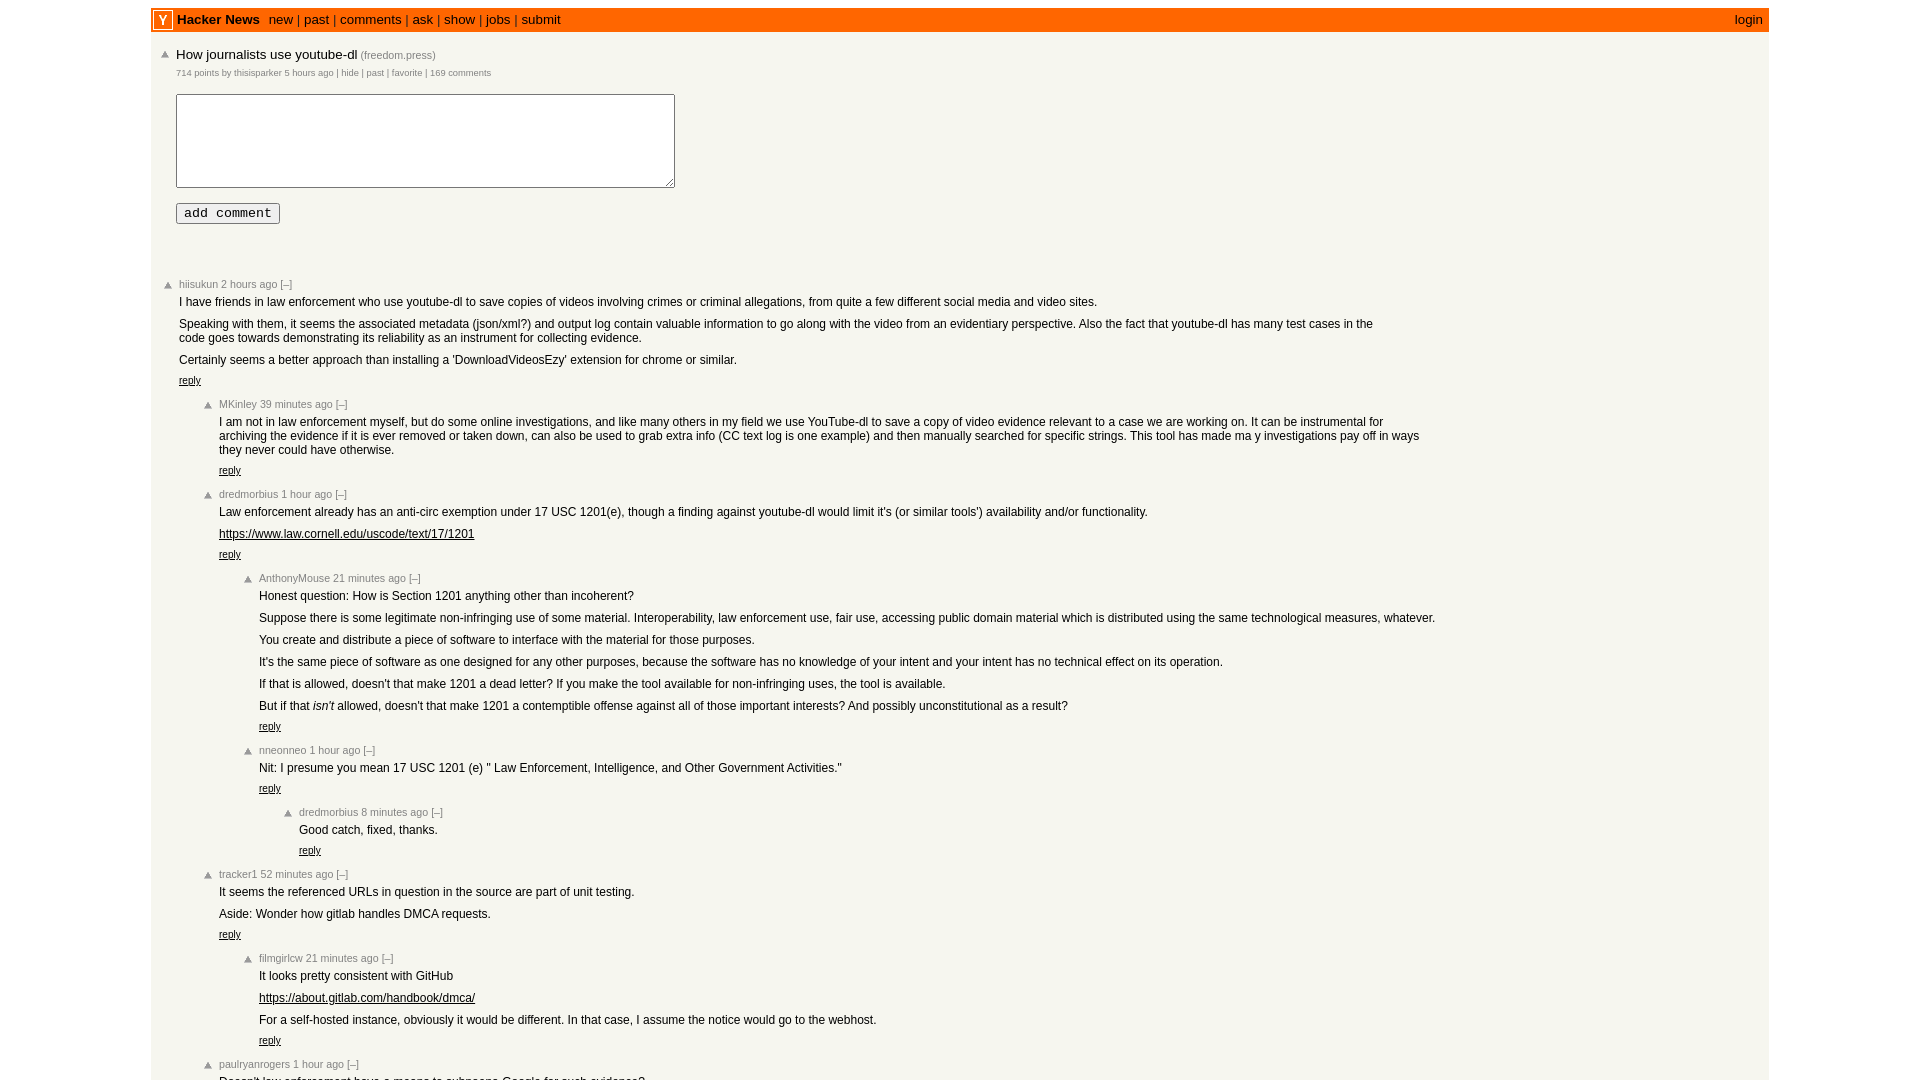 Y Hacker News new | past | comments | ask | show | jobs | submit login
How journalists use youtube-dl (freedom.press)
714 points by thisisparker 5 hours ago | hide | past | favorite | 169 comments
add comment
hiisukun 2 hours ago [–]
I have friends in law enforcement who use youtube-dl to save copies of videos involving crimes or criminal allegations, from quite a few different social media and video sites.
Speaking with them, it seems the associated metadata (json/xml?) and output log contain valuable information to go along with the video from an evidentiary perspective. Also the fact that youtube-dl has many test cases in the
code goes towards demonstrating its reliability as an instrument for collecting evidence.
Certainly seems a better approach than installing a 'DownloadVideosEzy' extension for chrome or similar.
reply
MKinley 39 minutes ago [–]
I am not in law enforcement myself, but do some online investigations, and like many others in my field we use YouTube-dl to save a copy of video evidence relevant to a case we are working on. It can be instrumental for
archiving the evidence if it is ever removed or taken down, can also be used to grab extra info (CC text log is one example) and then manually searched for specific strings. This tool has made ma y investigations pay off in ways
they never could have otherwise.
reply
dredmorbius 1 hour ago [–]
Law enforcement already has an anti-circ exemption under 17 USC 1201(e), though a finding against youtube-dl would limit it's (or similar tools') availability and/or functionality.
https://www.law.cornell.edu/uscode/text/17/1201
reply
AnthonyMouse 21 minutes ago [–]
Honest question: How is Section 1201 anything other than incoherent?
Suppose there is some legitimate non-infringing use of some material. Interoperability, law enforcement use, fair use, accessing public domain material which is distributed using the same technological measures, whatever.
You create and distribute a piece of software to interface with the material for those purposes.
It's the same piece of software as one designed for any other purposes, because the software has no knowledge of your intent and your intent has no technical effect on its operation.
If that is allowed, doesn't that make 1201 a dead letter? If you make the tool available for non-infringing uses, the tool is available.
But if that isn't allowed, doesn't that make 1201 a contemptible offense against all of those important interests? And possibly unconstitutional as a result?
reply
nneonneo 1 hour ago [–]
Nit: I presume you mean 17 USC 1201 (e) " Law Enforcement, Intelligence, and Other Government Activities."
reply
dredmorbius 8 minutes ago [–]
Good catch, fixed, thanks.
reply
tracker1 52 minutes ago [–]
It seems the referenced URLs in question in the source are part of unit testing.
Aside: Wonder how gitlab handles DMCA requests.
reply
filmgirlcw 21 minutes ago [–]
It looks pretty consistent with GitHub
https://about.gitlab.com/handbook/dmca/
For a self-hosted instance, obviously it would be different. In that case, I assume the notice would go to the webhost.
reply
paulryanrogers 1 hour ago [–]
Doesn't law enforcement have a means to subpoena Google for such evidence?